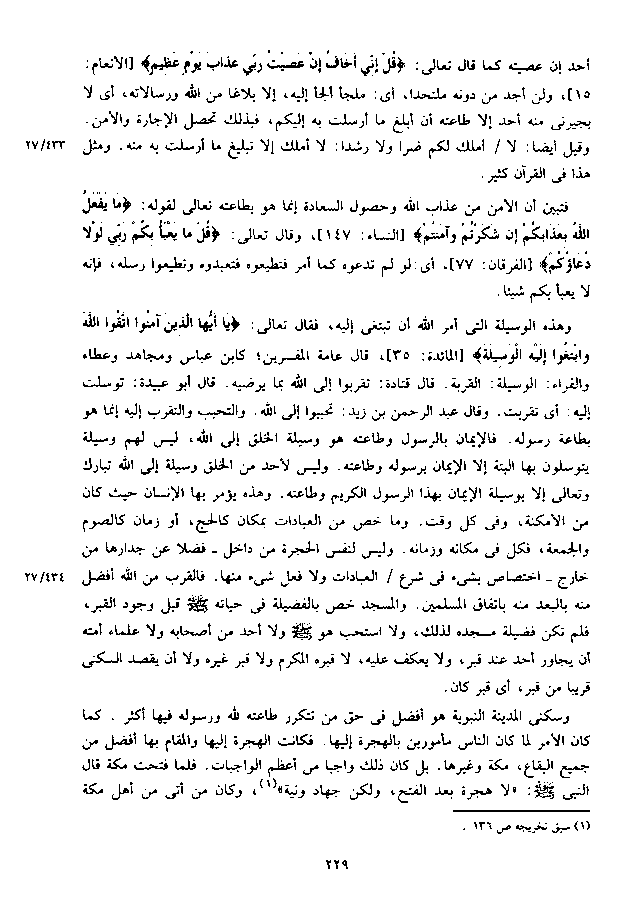 أحد إن عصيته كما قال تعالى: ﴿قُلْ إِنِّي أَخَافُ إِنْ عَصَيْتُ رَبِّي عَذَابَ يَوْمٍ عَظِيمٍ﴾ [الأنعام:
١٥]، ولن أجد من دونه ملتحدا، أى: ملجأ ألجأ إليه، إلا بلاغا من الله ورسالاته، أى لا
يجيرنى منه أحد إلا طاعته أن أبلغ ما أرسلت به إليكم، فبذلك تحصل الإجارة والأمن.
وقيل أيضا: لا / أملك لكم ضرا ولا رشدا: لا أملك إلا تبليغ ما أرسلت به منه. ومثل ٢٧/٤٣٣
هذا فى القرآن كثير.
فتبين أن الأمن من عذاب الله وحصول السعادة إنما هو بطاعته تعالى لقوله: ﴿مَا يَفْعَلُ
اللَّهُ بِعَذَابِكُمْ إِن شَكَرْتُمْ وَآمَنتُمْ﴾ [النساء: ١٤٧]، وقال تعالى: ﴿قُلْ مَا يَعْبَأُ بِكُمْ رَبِّي لَوْلا
دُعَاؤُكُمْ﴾ [الفرقان: ٧٧]، أى: لو لم تدعوه كما أمر فتطيعوه فتعبدوه وتطيعوا رسله، فإنه
لا يعبأ بكم شيئا.
وهذه الوسيلة التى أمر الله أن تبتغى إليه، فقال تعالى: ﴿يَا أَيُّهَا الَّذِينَ آمَنُوا اتَّقُوا اللَّهَ
وَابْتَغُوا إِلَيْهِ الْوَسِيلَةَ﴾ [المائدة: ٣٥]، قال عامة المفسرين؛ كابن عباس ومجاهد وعطاء
والفراء: الوسيلة: القربة. قال قتادة: تقربوا إلى الله بما يرضيه. قال أبو عبيدة: توسلت
إليه: أى تقربت. وقال عبد الرحمن بن زيد: تحببوا إلى الله. والتحبب والتقرب إليه إنما هو
بطاعة رسوله. فالإيمان بالرسول وطاعته هو وسيلة الخلق إلى الله، ليس لهم وسيلة
يتوسلون بها البتة إلا الإيمان برسوله وطاعته. وليس لأحد من الخلق وسيلة إلى الله تبارك
وتعالى إلا بوسيلة الإيمان بهذا الرسول الكريم وطاعته. وهذه يؤمر بها الإنسان حيث كان
من الأمكنة، وفى كل وقت. وما خص من العبادات بمكان كالحج، أو زمان كالصوم
والجمعة، فكل فى مكانه وزمانه. وليس لنفس الحجرة من داخل ـ فضلا عن جدارها من
خارج ـ اختصاص بشىء فى شرع / العبادات ولا فعل شىء منها. فالقرب من الله أفضل ٢٧/٤٣٤
منه بالبعد منه باتفاق المسلمين. والمسجد خص بالفضيلة فى حياته ﷺ قبل وجود القبر،
فلم تكن فضيلة مسجده لذلك، ولا استحب هو ﷺ ولا أحد من أصحابه ولا علماء أمته
أن يجاور أحد عند قبر، ولا يعكف عليه، لا قبره المكرم ولا قبر غيره ولا أن يقصد السكنى
قريبا من قبر، أى قبر كان.
وسكنى المدينة النبوية هو أفضل فى حق من تتكرر طاعته لله ورسوله فيها أكثر . كما
كان الأمر لما كان الناس مأمورين بالهجرة إليها. فكانت الهجرة إليها والمقام بها أفضل من
جميع البقاع، مكة وغيرها. بل كان ذلك واجبا من أعظم الواجبات. فلما فتحت مكة قال
النبى ﷺ: «لا هجرة بعد الفتح، ولكن جهاد ونية»(١)، وكان من أتى من أهل مكة
(١) سبق تخريجه ص ١٣٦ .
٢٢٩